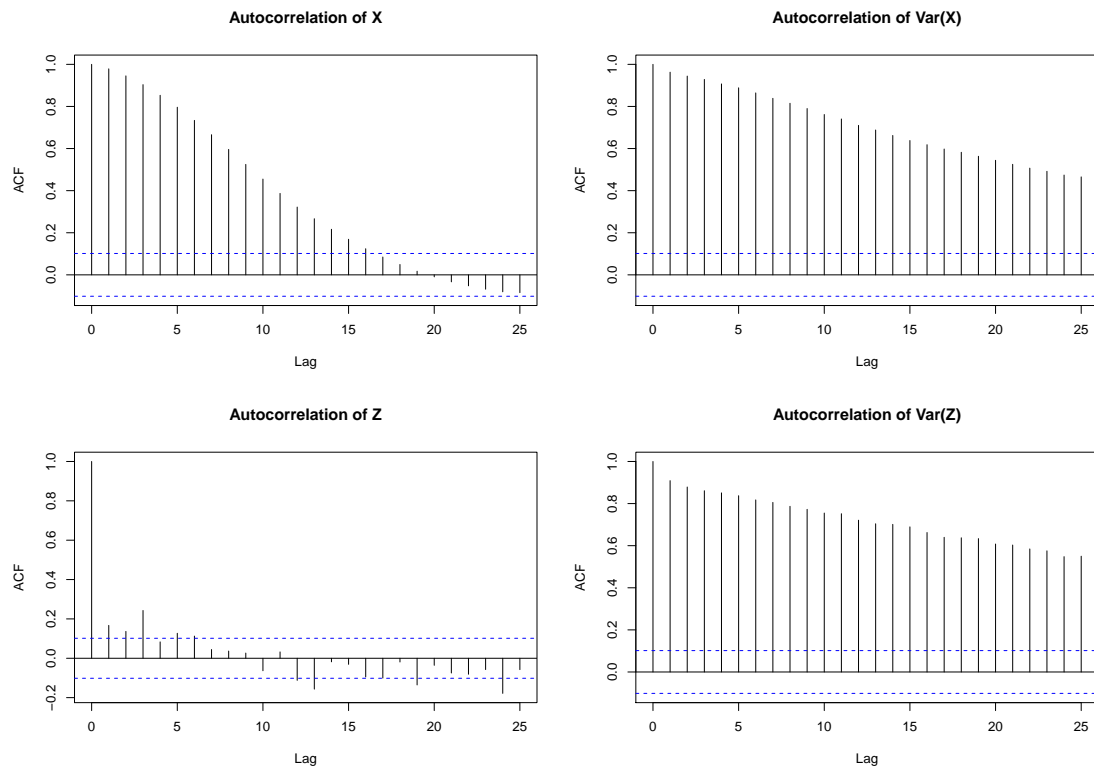 Autocorrelation of X
ACF
0.0 0.2 0.4 0.6 0.8 1.0
0 5 10 15 20 25
Lag
Autocorrelation of Var(X)
ACF
0.0 0.2 0.4 0.6 0.8 1.0
0 5 10 15 20 25
Lag
Autocorrelation of Z
ACF
−0.2 0.0 0.2 0.4 0.6 0.8 1.0
0 5 10 15 20 25
Lag
Autocorrelation of Var(Z)
ACF
0.0 0.2 0.4 0.6 0.8 1.0
0 5 10 15 20 25
Lag